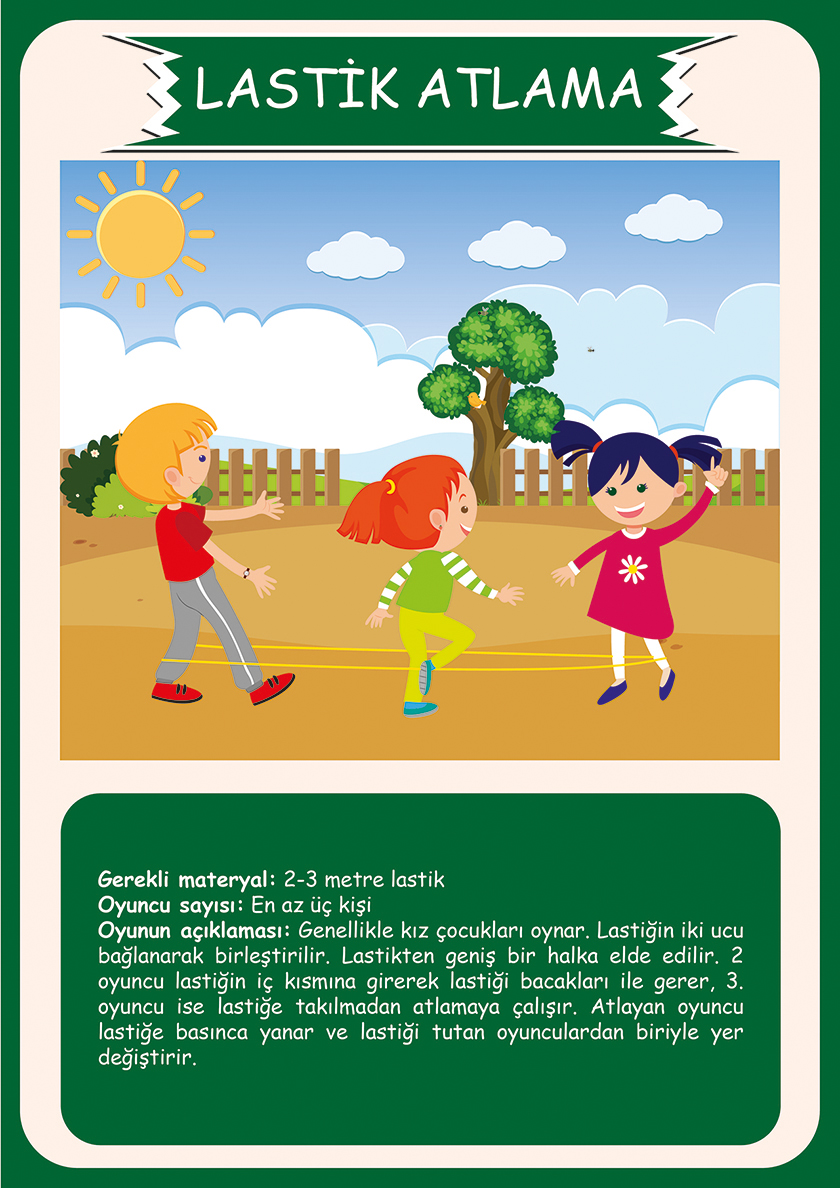 LASTİK ATLAMA
Gerekli materyal: 2-3 metre lastik
Oyuncu sayısı: En az üç kişi
Oyunun açıklaması: Genellikle kız çocukları oynar. Lastiğin iki ucu
bağlanarak birleştirilir. Lastikten geniş bir halka elde edilir. 2
oyuncu lastiğin iç kısmına girerek lastiği bacakları ile gerer, 3.
oyuncu ise lastiğe takılmadan atlamaya çalışır. Atlayan oyuncu
lastiğe basınca yanar ve lastiği tutan oyunculardan biriyle yer
değiştirir.